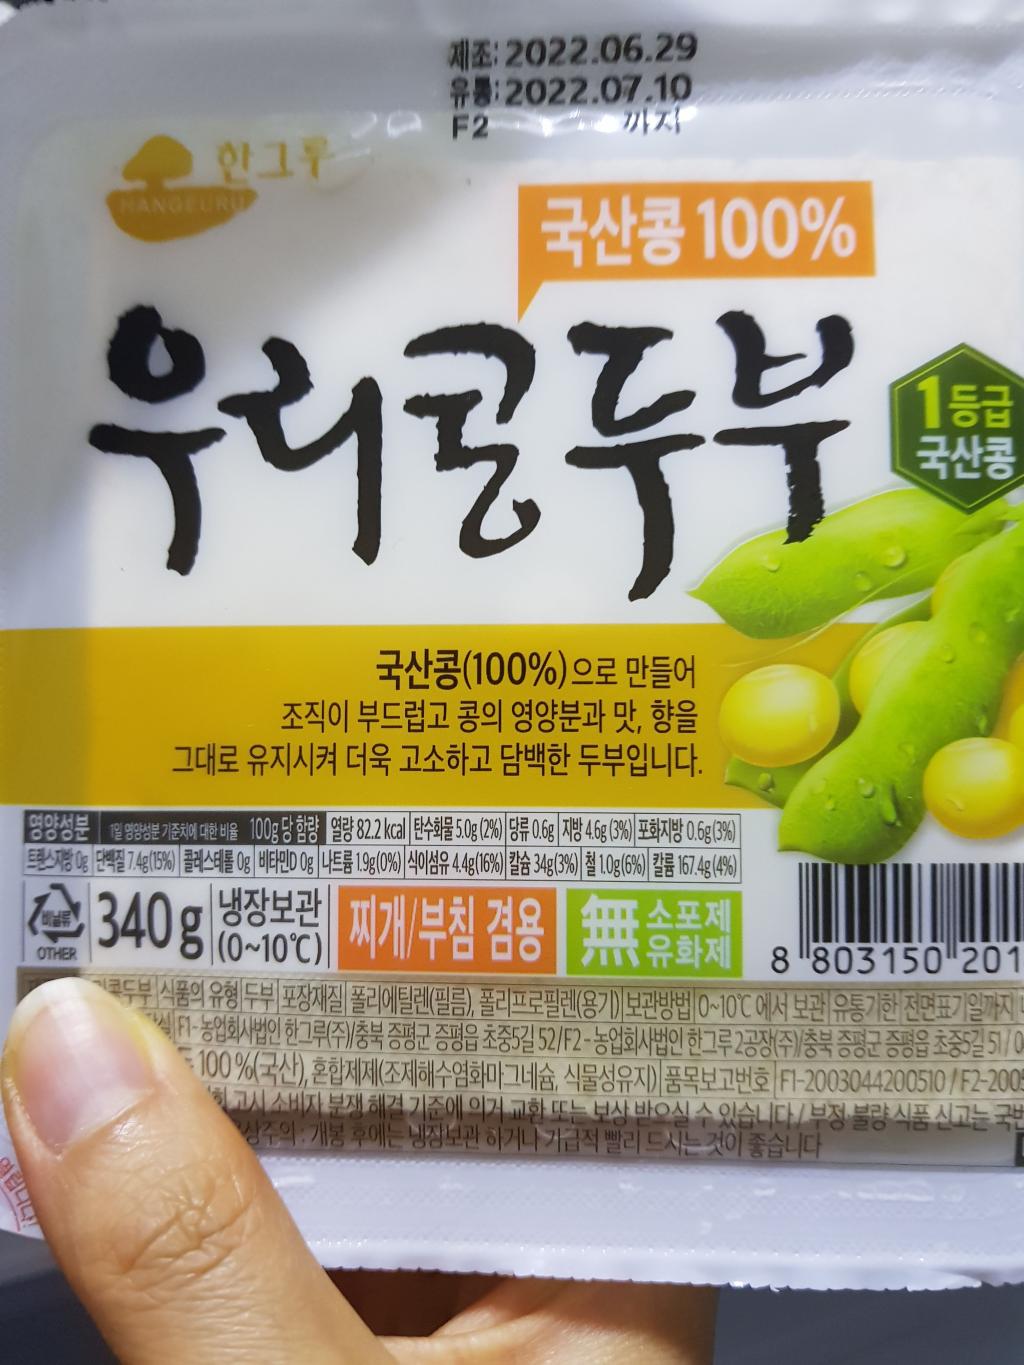 제조:2022.06.29
유통:2022.07.10
F2 까지
한그루
HANGEURU
국산콩 100%
우리콩두부
1등급
국산콩
국산콩(100%)으로 만들어
조직이 부드럽고 콩의 영양분과 맛, 향을
그대로 유지시켜 더욱 고소하고 담백한 두부입니다.
영양성분 1일 영양성분 기준치에 대한 비율 100g당 함량 열량 82.2 kcal 탄수화물 5.0g(2%) 당류 0.6g 지방 4.6g(3%) 포화지방 0.6g(3%)
트랜스지방 0g 단백질 7.4g(15%) 콜레스테롤 0g 비타민D 0g 나트륨 1.9g(0%) 식이섬유 4.4g(16%) 칼슘 34g(3%) 철 1.0g(6%) 칼륨 167.4g(4%)
비닐류
OTHER
340g
냉장보관
(0~10℃)
찌개/부침 겸용
無 소포제
유화제
8 803150 201
콩두부 식품의 유형 두부 포장재질 폴리에틸렌(필름), 폴리프로필렌(용기) 보관방법 0~10℃ 에서 보관 유통기한 전면표기일까지
F1-농업회사법인 한그루(주)/충북 증평군 증평읍 초중5길 52/F2-농업회사법인 한그루 2공장(주)/충북 증평군 증평읍 초중5길 51/
100%(국산), 혼합제제(조제해수염화마그네슘, 식물성유지) 품목보고번호 F1-2003044200510/F2-200
고시 소비자 분쟁 해결 기준에 의거 교환 또는 보상 받으실 수 있습니다/부정·불량 식품 신고는 국번
상주의 : 개봉 후에는 냉장보관 하거나 가급적 빨리 드시는 것이 좋습니다